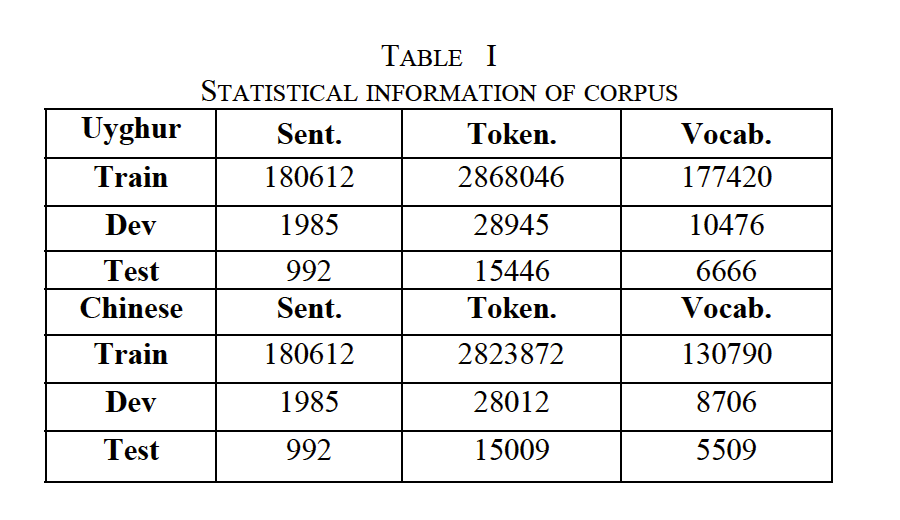 TABLE I
STATISTICAL INFORMATION OF CORPUS
Uyghur Sent. Token. Vocab.
Train 180612 2868046 177420
Dev 1985 28945 10476
Test 992 15446 6666
Chinese Sent. Token. Vocab.
Train 180612 2823872 130790
Dev 1985 28012 8706
Test 992 15009 5509